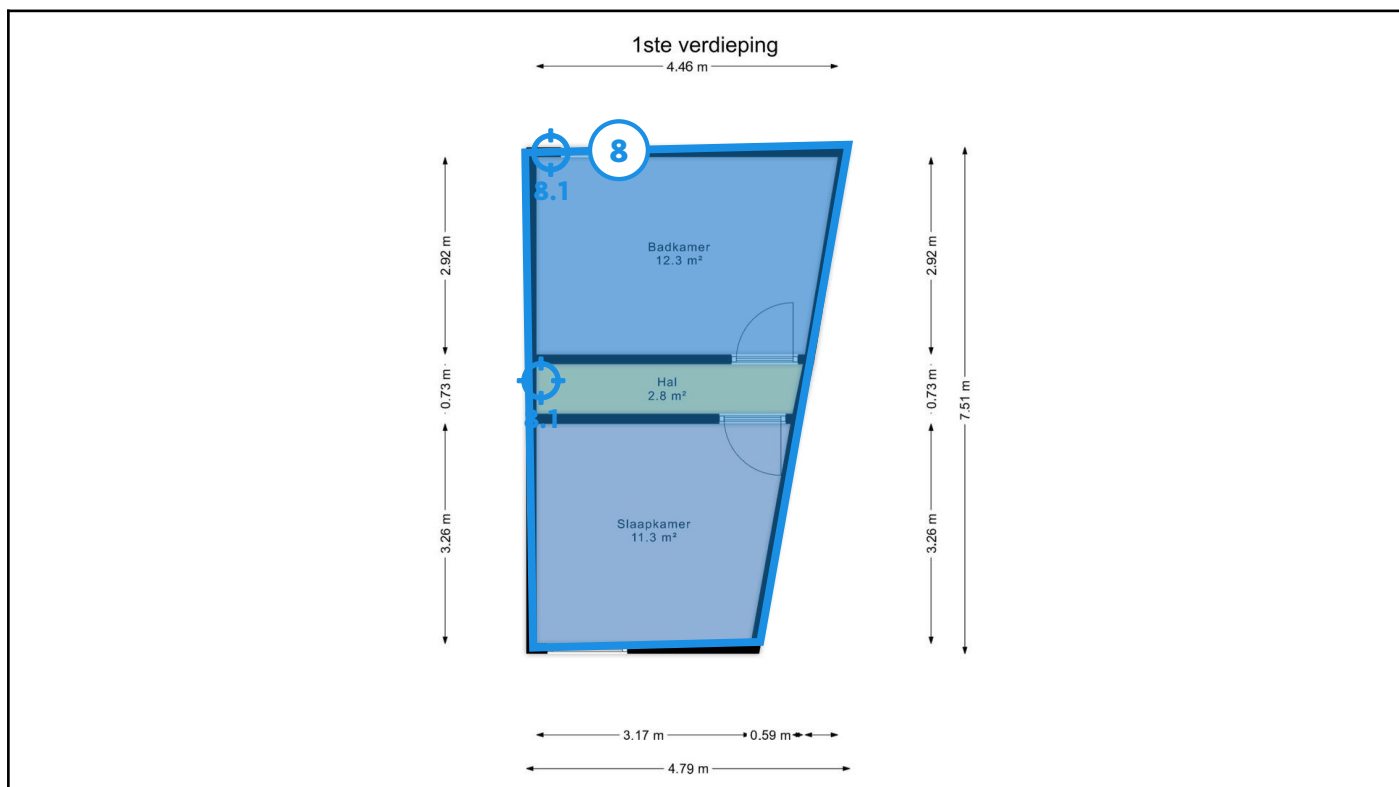 1ste verdieping
4.46 m
8
8.1
Badkamer
12.3 m²
2.92 m
2.92 m
Hal
2.8 m²
0.73 m
0.73 m
7.51 m
8.1
Slaapkamer
11.3 m²
3.26 m
3.26 m
3.17 m
0.59 m
4.79 m